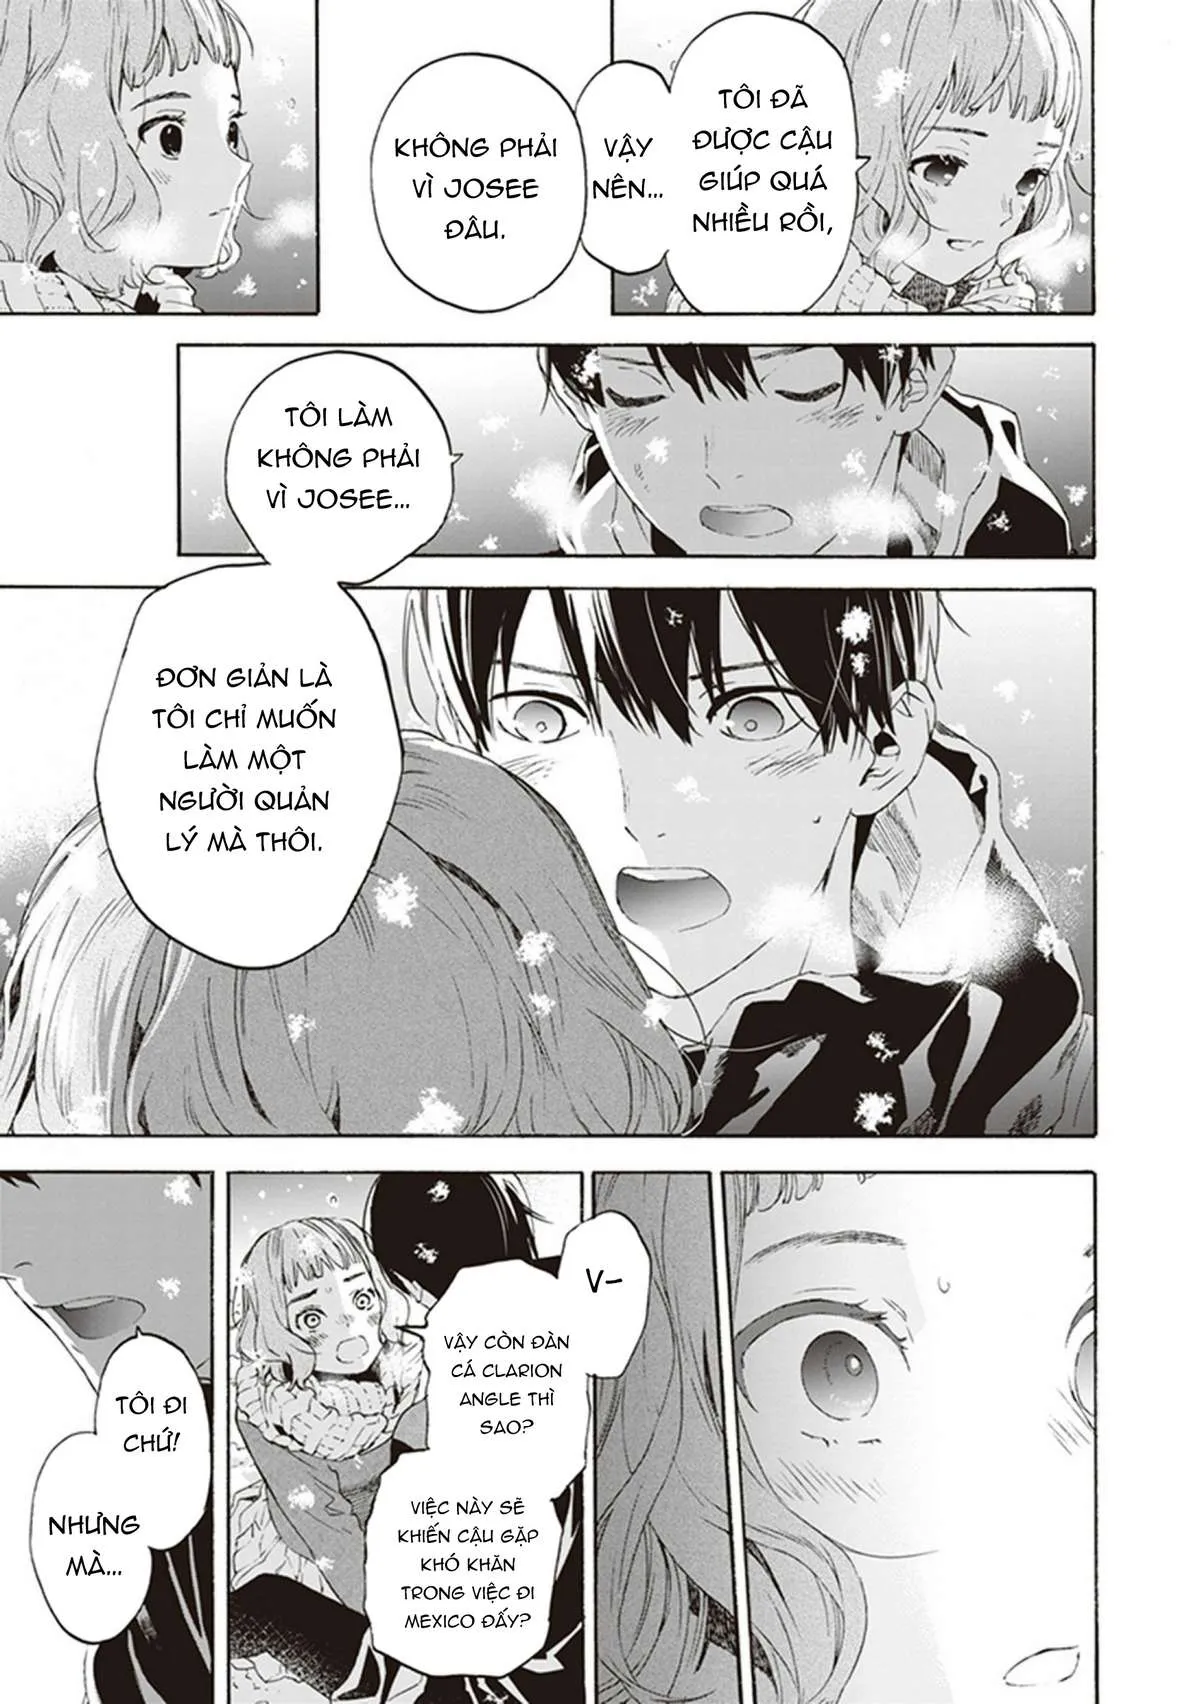 TÔI ĐÃ
ĐƯỢC CẬU
GIÚP QUÁ
NHIỀU RỒI,
VẬY
NÊN...
KHÔNG PHẢI
VÌ JOSEE
ĐÂU.
TÔI LÀM
KHÔNG PHẢI
VÌ JOSEE...
ĐƠN GIẢN LÀ
TÔI CHỈ MUỐN
LÀM MỘT
NGƯỜI QUẢN
LÝ MÀ THÔI.
V-
VẬY CÒN ĐÀN
CÁ CLARION
ANGLE THÌ
SAO?
VIỆC NÀY SẼ
KHIẾN CẬU GẶP
KHÓ KHĂN
TRONG VIỆC ĐI
MEXICO ĐẤY?
TÔI ĐI
CHỨ!
NHƯNG
MÀ...